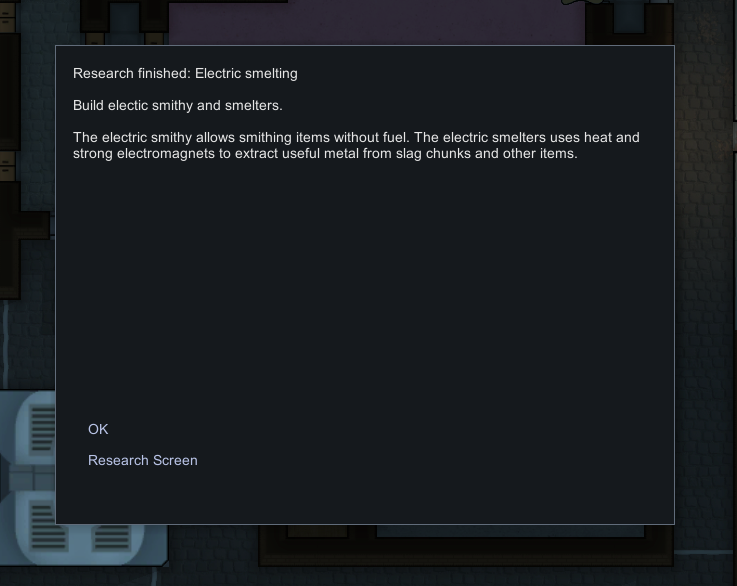 Research finished: Electric smelting
Build electic smithy and smelters.
The electric smithy allows smithing items without fuel. The electric smelters uses heat and
strong electromagnets to extract useful metal from slag chunks and other items.
OK
Research Screen